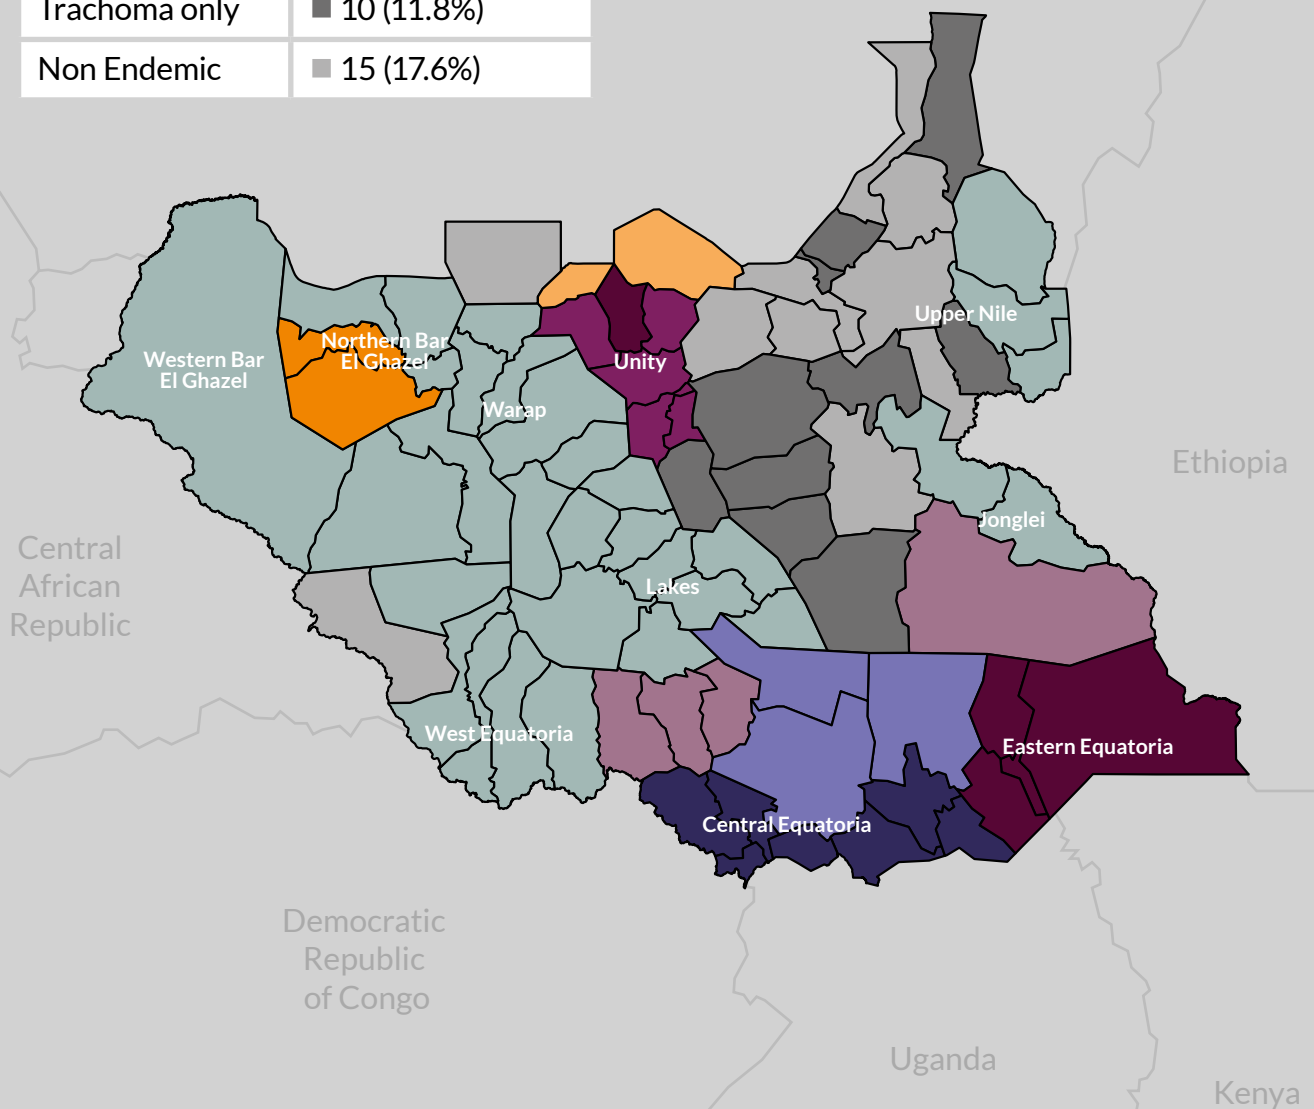 Trachoma only
10 (11.8%)
Non Endemic
15 (17.6%)
Upper Nile
Northern Bar
El Ghazel
Western Bar
El Ghazel
Unity
Warap
Ethiopia
Jonglei
Central
African
Republic
Lakes
West Equatoria
Eastern Equatoria
Central Equatoria
Democratic
Republic
of Congo
Uganda
Kenya